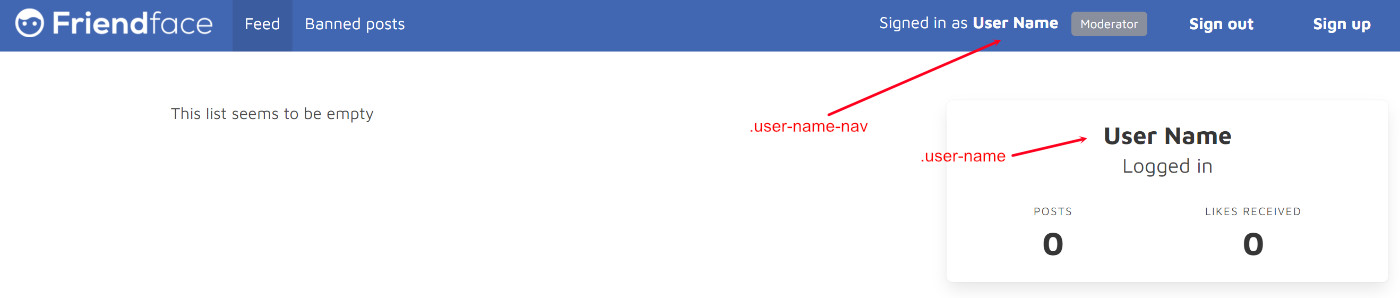 Friendface Feed Banned posts Signed in as User Name Moderator Sign out Sign up
This list seems to be empty
.user-name-nav
User Name
.user-name
Logged in
POSTS LIKES RECEIVED
0 0